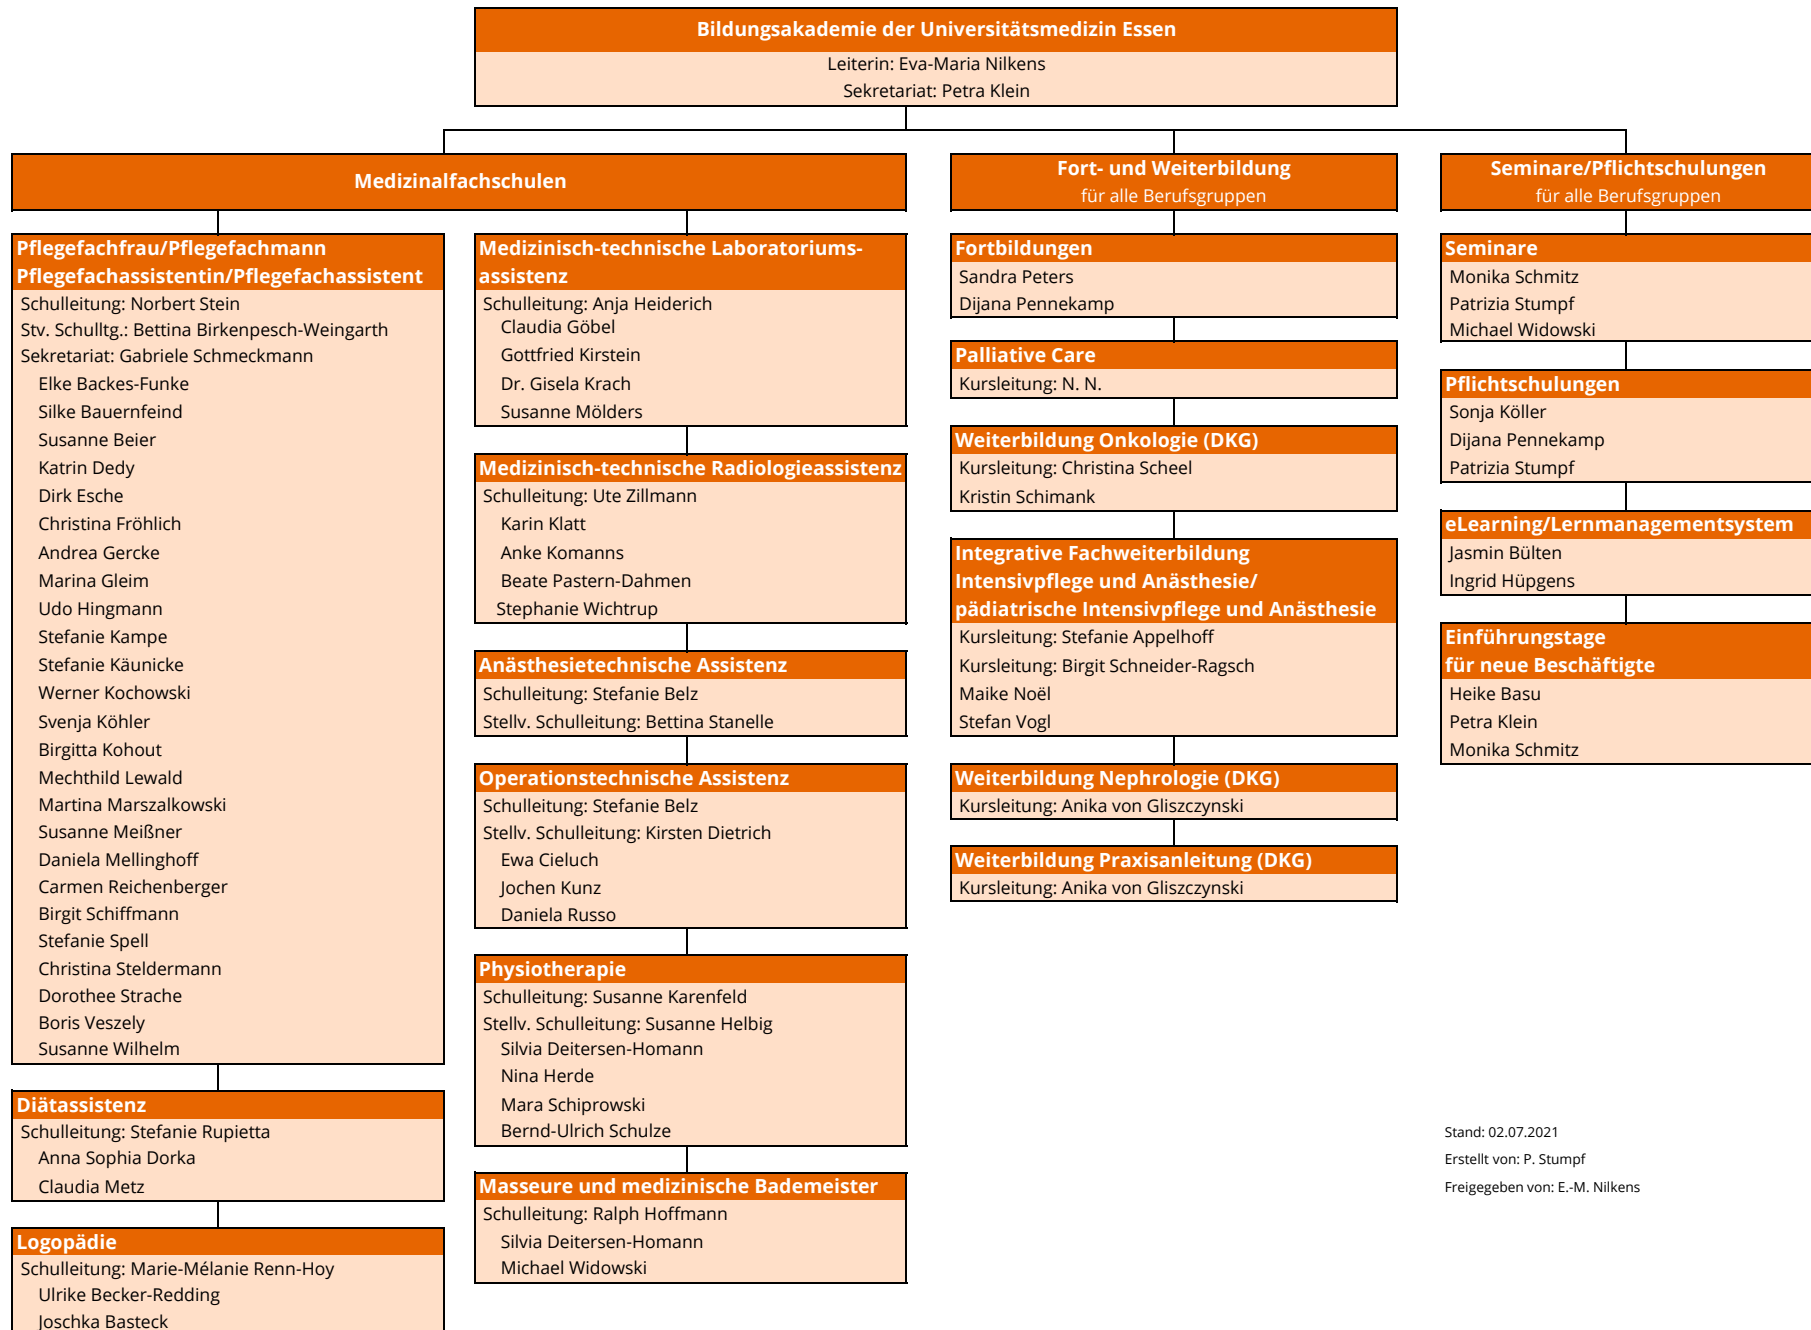 Bildungsakademie der Universitätsmedizin Essen
Leiterin: Eva-Maria Nilkens
Sekretariat: Petra Klein
Medizinalfachschulen
Pflegefachfrau/Pflegefachmann
Pflegefachassistentin/Pflegefachassistent
Schulleitung: Norbert Stein
Stv. Schulltg.: Bettina Birkenpesch-Weingarth
Sekretariat: Gabriele Schmeckmann
Elke Backes-Funke
Silke Bauernfeind
Susanne Beier
Katrin Dedy
Dirk Esche
Christina Fröhlich
Andrea Gercke
Marina Gleim
Udo Hingmann
Stefanie Kampe
Stefanie Käunicke
Werner Kochowski
Svenja Köhler
Birgitta Kohout
Mechthild Lewald
Martina Marszalkowski
Susanne Meißner
Daniela Mellinghoff
Carmen Reichenberger
Birgit Schiffmann
Stefanie Spell
Christina Steldermann
Dorothee Strache
Boris Veszely
Susanne Wilhelm
Diätassistenz
Schulleitung: Stefanie Rupietta
Anna Sophia Dorka
Claudia Metz
Logopädie
Schulleitung: Marie-Mélanie Renn-Hoy
Ulrike Becker-Redding
Joschka Basteck
Medizinisch-technische Laboratoriums-
assistenz
Schulleitung: Anja Heiderich
Claudia Göbel
Gottfried Kirstein
Dr. Gisela Krach
Susanne Mölders
Medizinisch-technische Radiologieassistenz
Schulleitung: Ute Zillmann
Karin Klatt
Anke Komanns
Beate Pastern-Dahmen
Stephanie Wichtrup
Anästhesietechnische Assistenz
Schulleitung: Stefanie Belz
Stellv. Schulleitung: Bettina Stanelle
Operationstechnische Assistenz
Schulleitung: Stefanie Belz
Stellv. Schulleitung: Kirsten Dietrich
Ewa Cieluch
Jochen Kunz
Daniela Russo
Physiotherapie
Schulleitung: Susanne Karenfeld
Stellv. Schulleitung: Susanne Helbig
Silvia Deitersen-Homann
Nina Herde
Mara Schiprowski
Bernd-Ulrich Schulze
Masseure und medizinische Bademeister
Schulleitung: Ralph Hoffmann
Silvia Deitersen-Homann
Michael Widowski
Fort- und Weiterbildung
für alle Berufsgruppen
Fortbildungen
Sandra Peters
Dijana Pennekamp
Palliative Care
Kursleitung: N. N.
Weiterbildung Onkologie (DKG)
Kursleitung: Christina Scheel
Kristin Schimank
Integrative Fachweiterbildung
Intensivpflege und Anästhesie/
pädiatrische Intensivpflege und Anästhesie
Kursleitung: Stefanie Appelhoff
Kursleitung: Birgit Schneider-Ragsch
Maike Noël
Stefan Vogl
Weiterbildung Nephrologie (DKG)
Kursleitung: Anika von Gliszczynski
Weiterbildung Praxisanleitung (DKG)
Kursleitung: Anika von Gliszczynski
Seminare/Pflichtschulungen
für alle Berufsgruppen
Seminare
Monika Schmitz
Patrizia Stumpf
Michael Widowski
Pflichtschulungen
Sonja Köller
Dijana Pennekamp
Patrizia Stumpf
eLearning/Lernmanagementsystem
Jasmin Bülten
Ingrid Hüpgens
Einführungstage
für neue Beschäftigte
Heike Basu
Petra Klein
Monika Schmitz
Stand: 02.07.2021
Erstellt von: P. Stumpf
Freigegeben von: E.-M. Nilkens